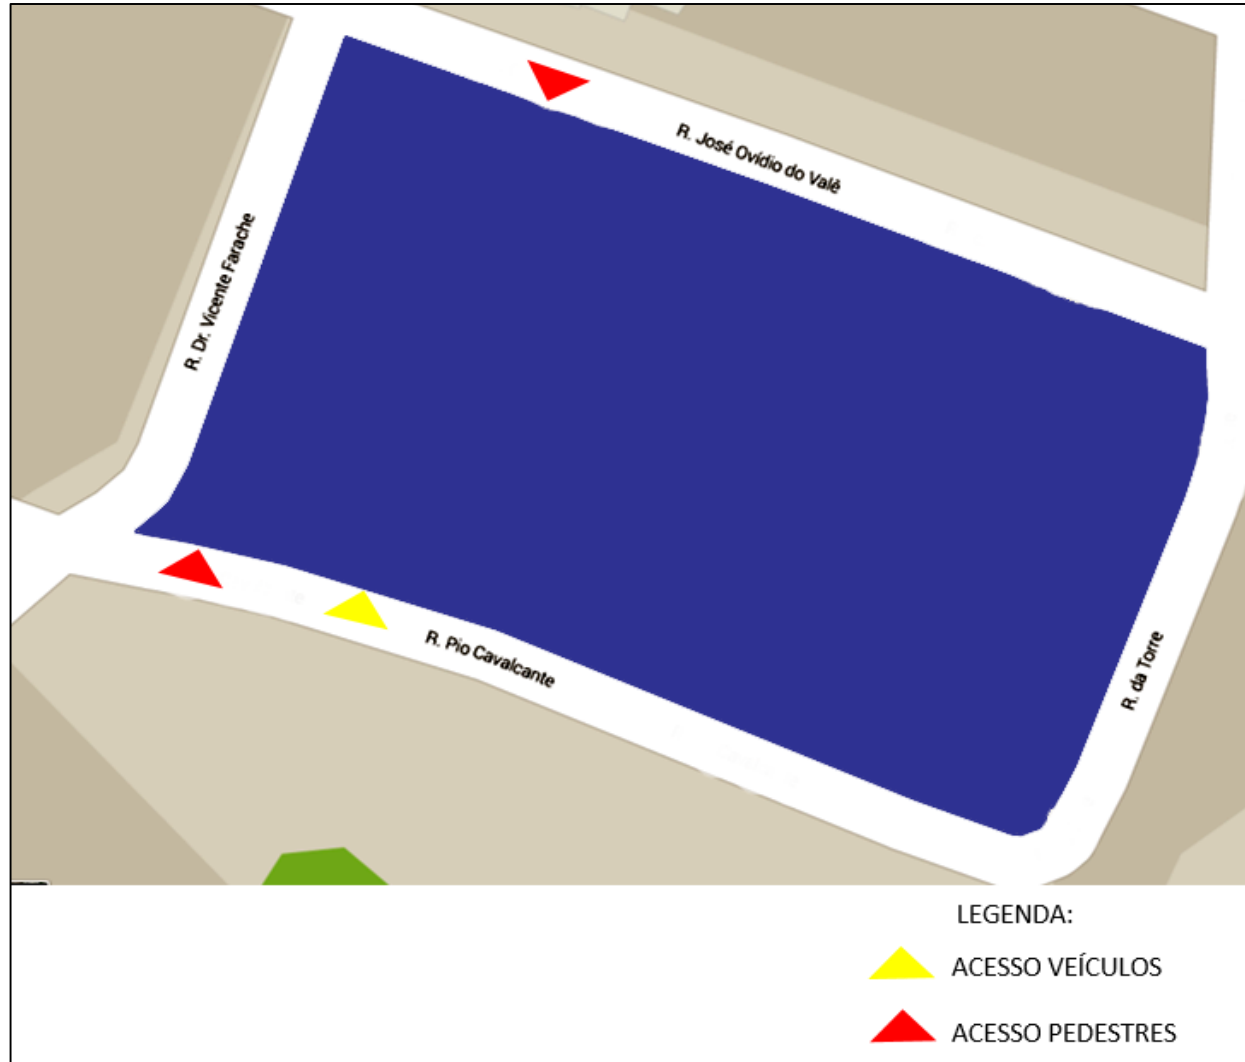 R. José Ovídio do Valê
R. Dr. Vicente Farache
R. Pio Cavalcante
R. da Torre
LEGENDA:
ACESSO VEÍCULOS
ACESSO PEDESTRES